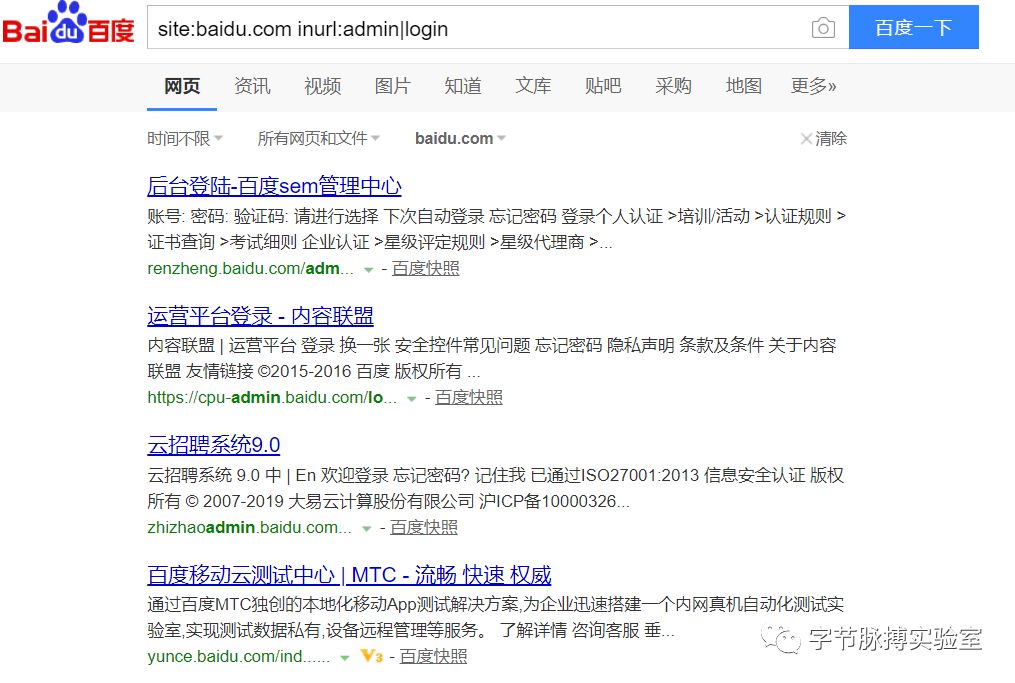 Bai du 百度 site:baidu.com inurl:admin|login 百度一下
网页 资讯 视频 图片 知道 文库 贴吧 采购 地图 更多»
时间不限 所有网页和文件 baidu.com 清除
后台登陆-百度sem管理中心
账号: 密码: 验证码: 请进行选择 下次自动登录 忘记密码 登录个人认证 >培训/活动 >认证规则 >
证书查询 >考试细则 企业认证 >星级评定规则 >星级代理商 >...
renzheng.baidu.com/adm... - 百度快照
运营平台登录 - 内容联盟
内容联盟 | 运营平台 登录 换一张 安全控件常见问题 忘记密码 隐私声明 条款及条件 关于内容
联盟 友情链接 ©2015-2016 百度 版权所有 ...
https://cpu-admin.baidu.com/lo... - 百度快照
云招聘系统9.0
云招聘系统 9.0 中 | En 欢迎登录 忘记密码? 记住我 已通过ISO27001:2013 信息安全认证 版权
所有 © 2007-2019 大易云计算股份有限公司 沪ICP备10000326...
zhizhaoadmin.baidu.com... - 百度快照
百度移动云测试中心 | MTC - 流畅 快速 权威
通过百度MTC独创的本地化移动App测试解决方案,为企业迅速搭建一个内网真机自动化测试实
验室,实现测试数据私有,设备远程管理等服务。 了解详情 咨询客服 垂...
yunce.baidu.com/ind...... V3 - 百度快照
字节脉搏实验室